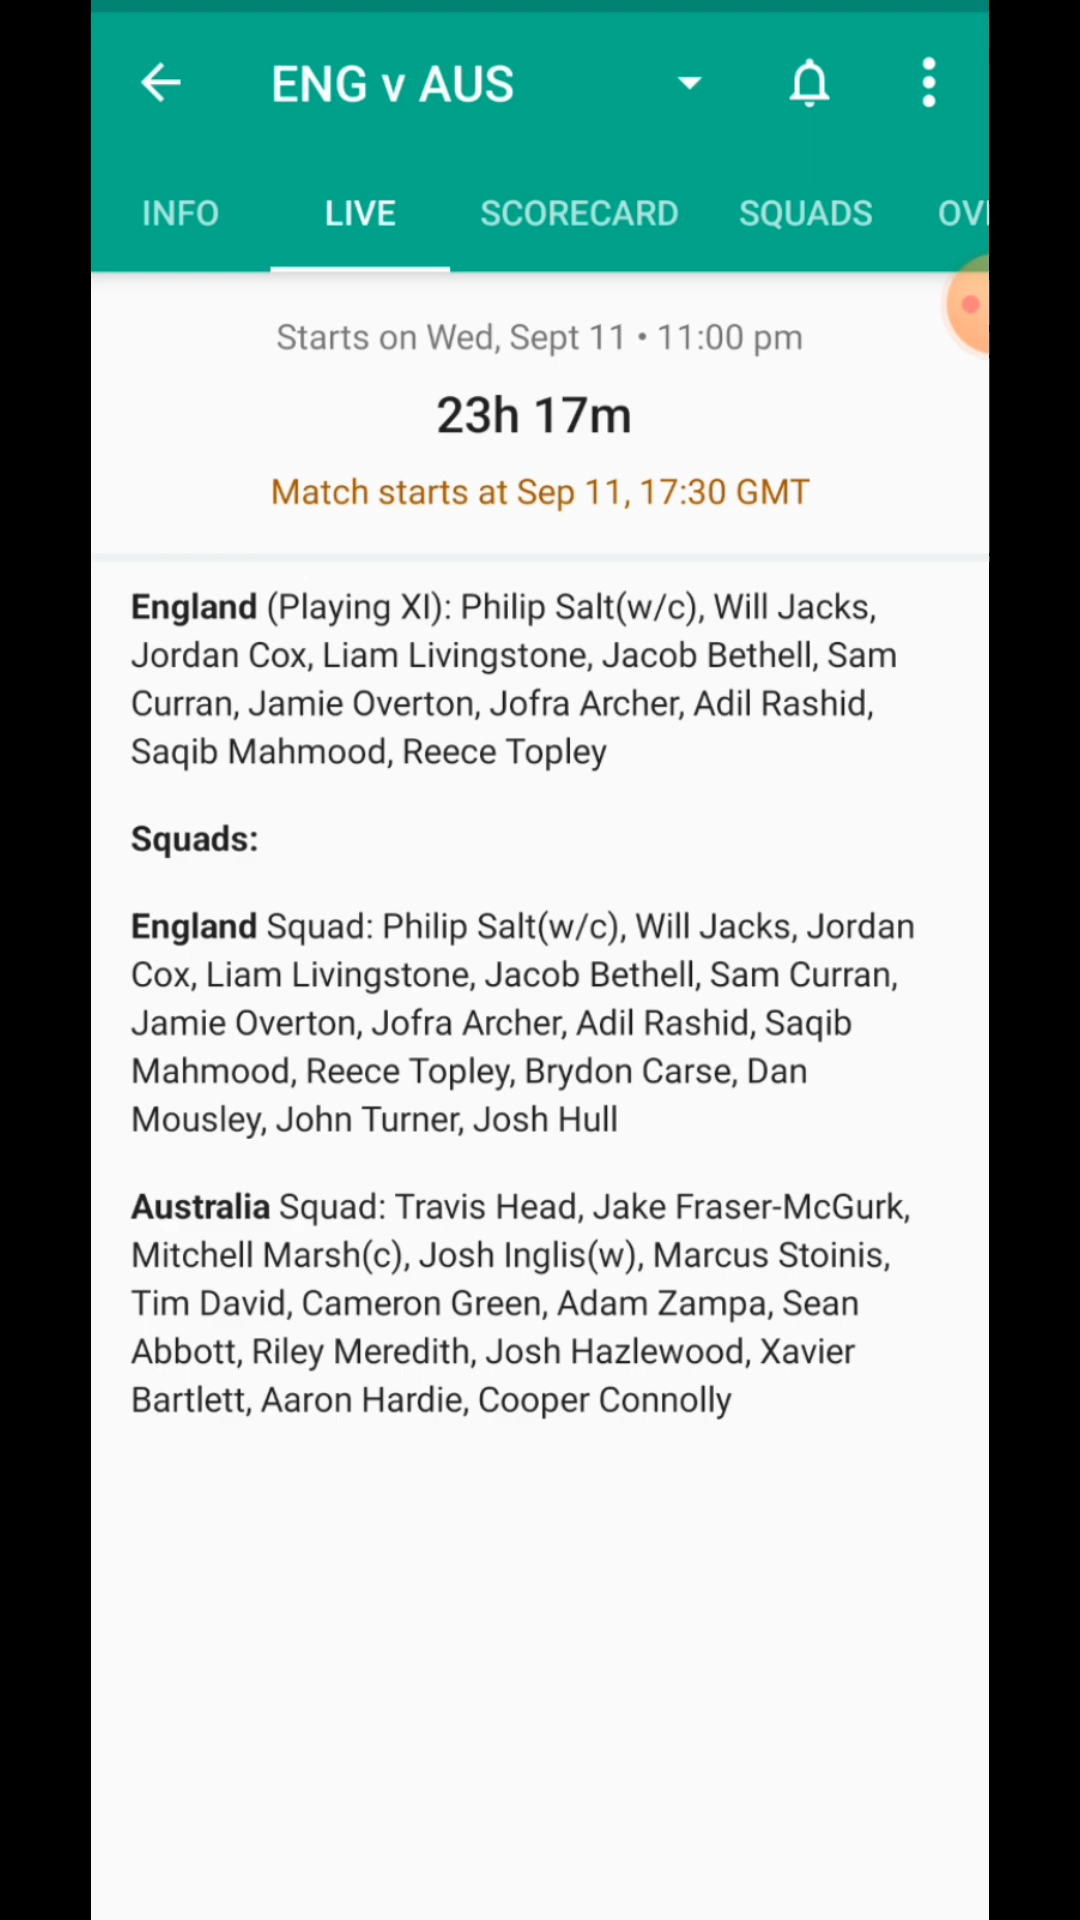 ENG v AUS
INFO LIVE SCORECARD SQUADS OV
Starts on Wed, Sept 11 • 11:00 pm
23h 17m
Match starts at Sep 11, 17:30 GMT
England (Playing XI): Philip Salt(w/c), Will Jacks,
Jordan Cox, Liam Livingstone, Jacob Bethell, Sam
Curran, Jamie Overton, Jofra Archer, Adil Rashid,
Saqib Mahmood, Reece Topley
Squads:
England Squad: Philip Salt(w/c), Will Jacks, Jordan
Cox, Liam Livingstone, Jacob Bethell, Sam Curran,
Jamie Overton, Jofra Archer, Adil Rashid, Saqib
Mahmood, Reece Topley, Brydon Carse, Dan
Mousley, John Turner, Josh Hull
Australia Squad: Travis Head, Jake Fraser-McGurk,
Mitchell Marsh(c), Josh Inglis(w), Marcus Stoinis,
Tim David, Cameron Green, Adam Zampa, Sean
Abbott, Riley Meredith, Josh Hazlewood, Xavier
Bartlett, Aaron Hardie, Cooper Connolly